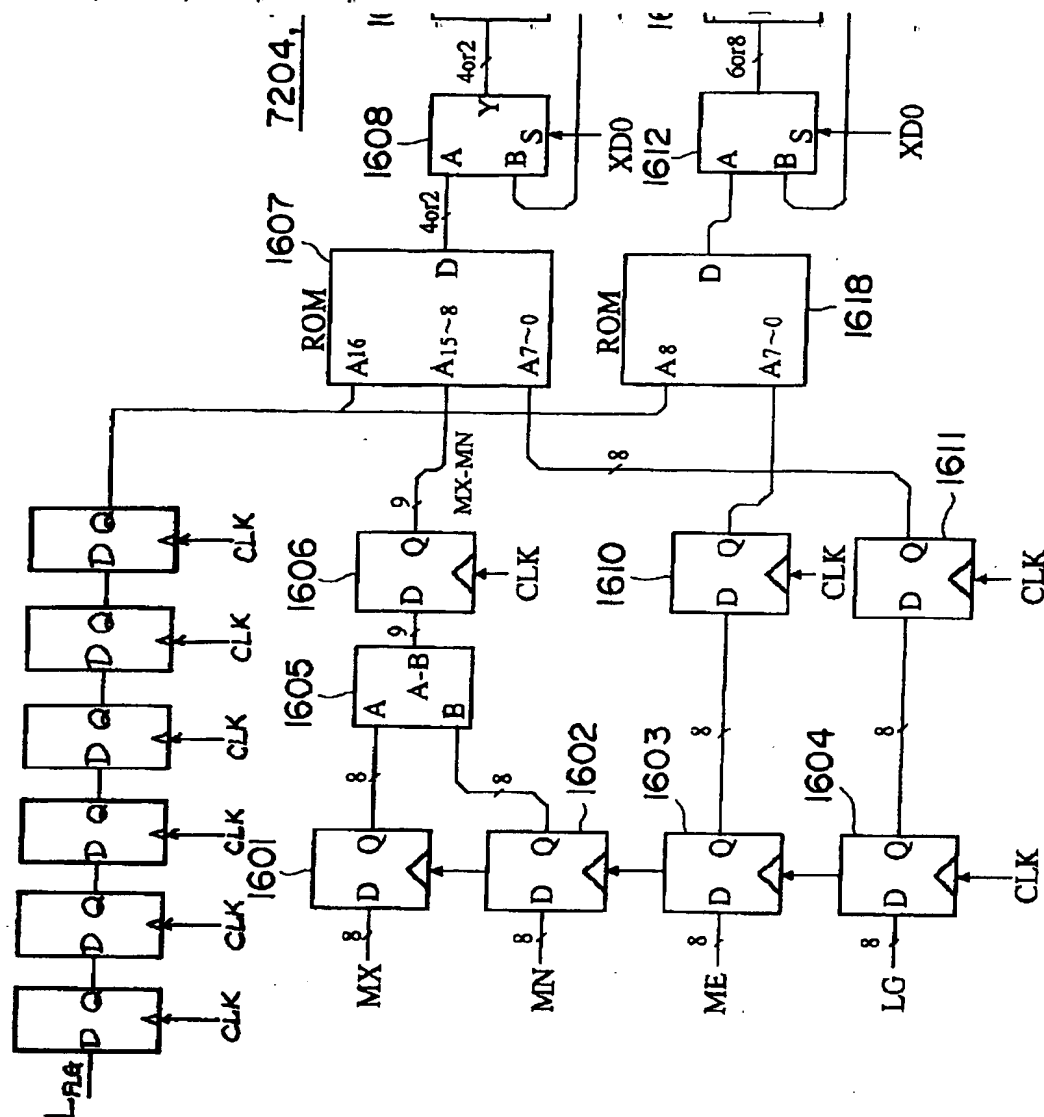 7204,
4or2
1608
Y
A
B
S
XD0
6or8
1612
A
B
S
XD0
4or2
1607
ROM
A16
D
A15~8
A7~0
ROM
D
A8
A7~0
1618
MX-MN
9
8
1611
D Q
CLK
D Q
CLK
D Q
CLK
D Q
CLK
D Q
CLK
D Q
CLK
1606
D Q
CLK
1610
D Q
CLK
D Q
CLK
9
1605
A
A-B
B
8
8
1602
8
1603
8
1604
1601
D Q
D Q
D Q
D Q
CLK
8
MX
8
MN
8
ME
8
LG
FLG